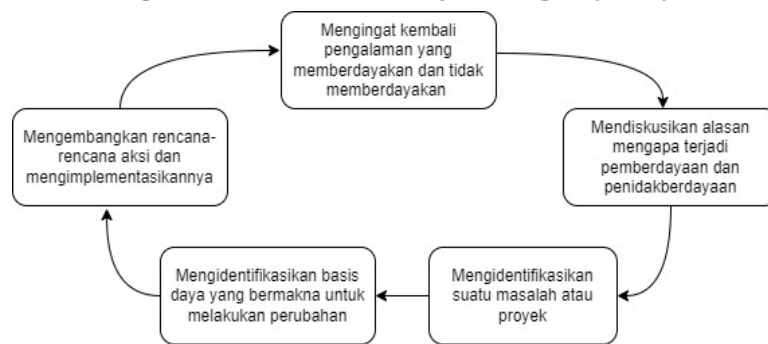 Mengingat kembali
pengalaman yang
memberdayakan dan tidak
memberdayakan
Mendiskusikan alasan
mengapa terjadi
pemberdayaan dan
penidakberdayaan
Mengidentifikasikan
suatu masalah atau
proyek
Mengidentifikasikan basis
daya yang bermakna untuk
melakukan perubahan
Mengembangkan rencana-
rencana aksi dan
mengimplementasikannya